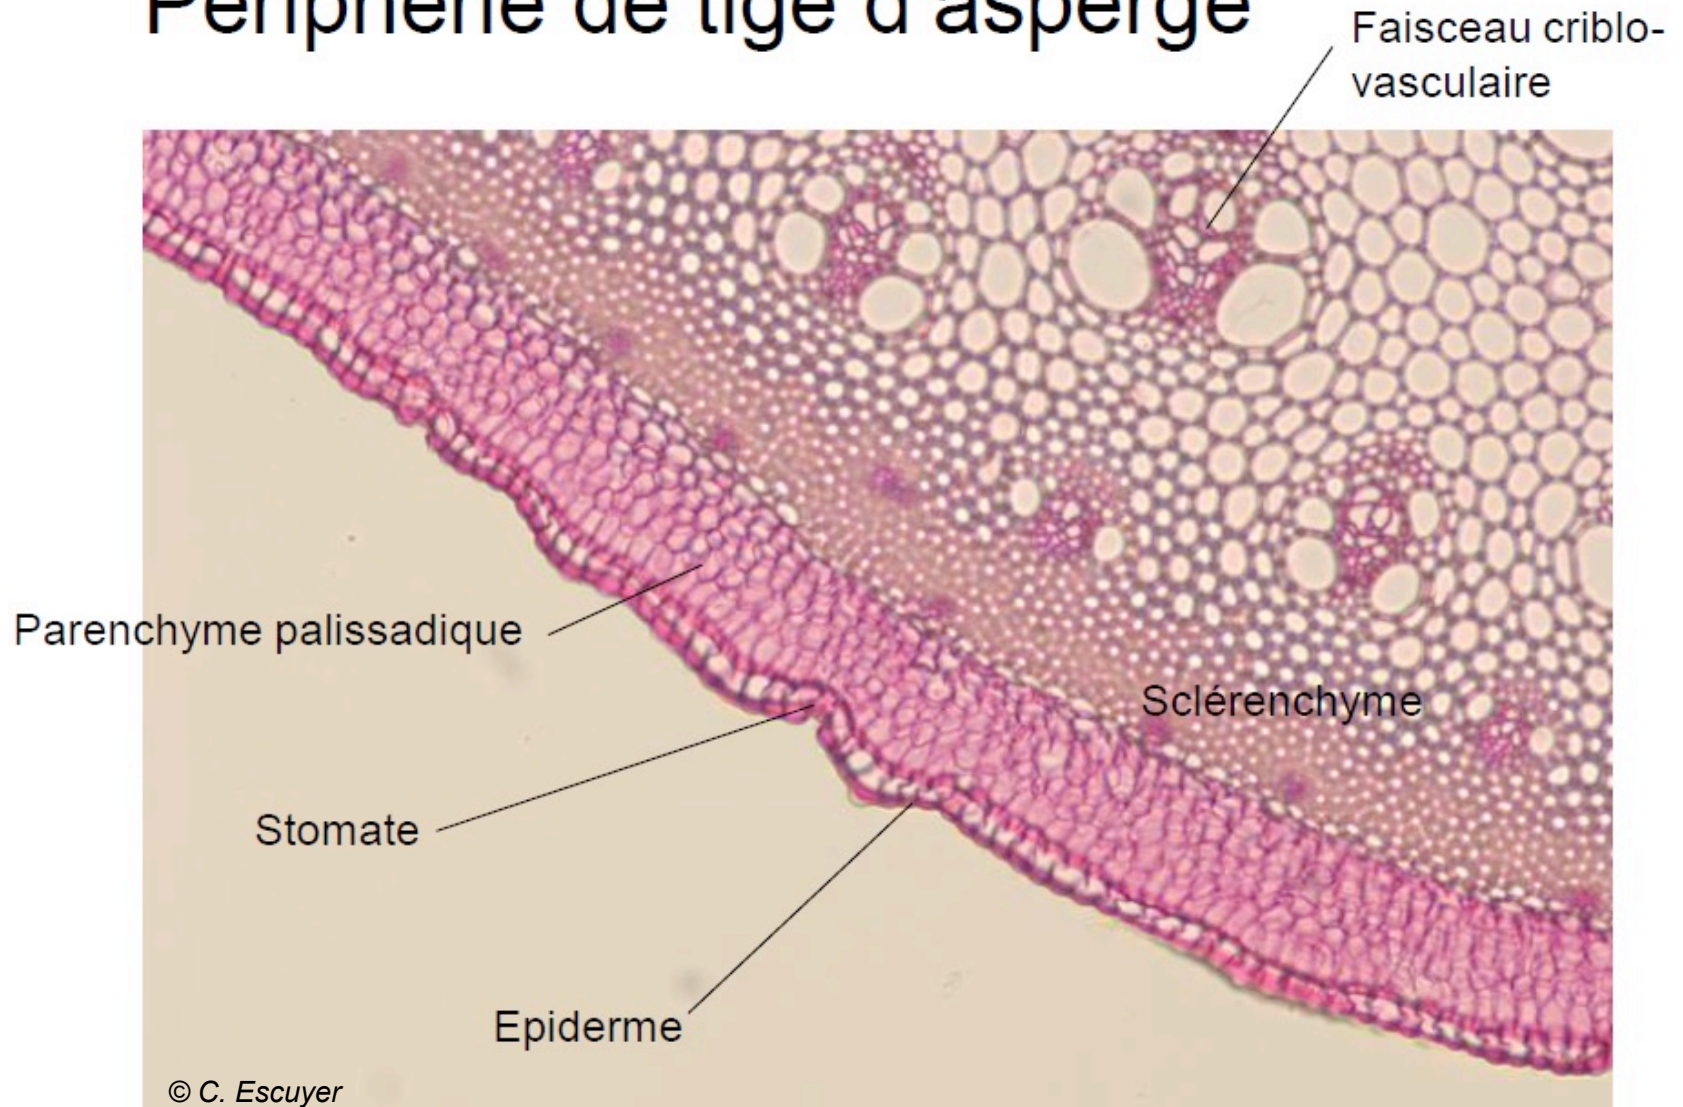 Périphérie de tige d'asperge
Faisceau criblo-
vasculaire
Parenchyme palissadique
Sclérenchyme
Stomate
Epiderme
© C. Escuyer